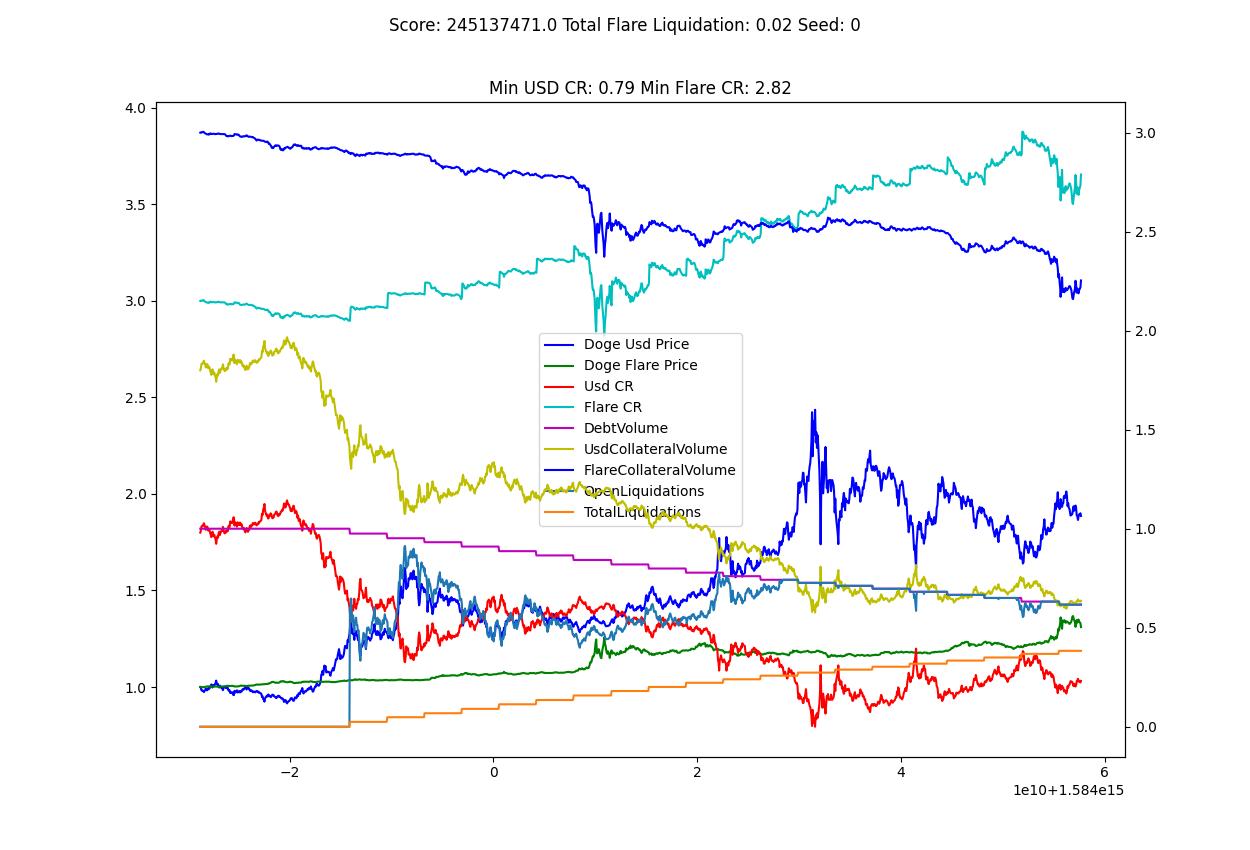 Score: 245137471.0 Total Flare Liquidation: 0.02 Seed: 0
Min USD CR: 0.79 Min Flare CR: 2.82
4.0
3.5
3.0
2.5
2.0
1.5
1.0
3.0
2.5
2.0
1.5
1.0
0.5
0.0
Doge Usd Price
Doge Flare Price
Usd CR
Flare CR
DebtVolume
UsdCollateralVolume
FlareCollateralVolume
OpenLiquidations
TotalLiquidations
−2 0 2 4 6
1e10+1.584e15